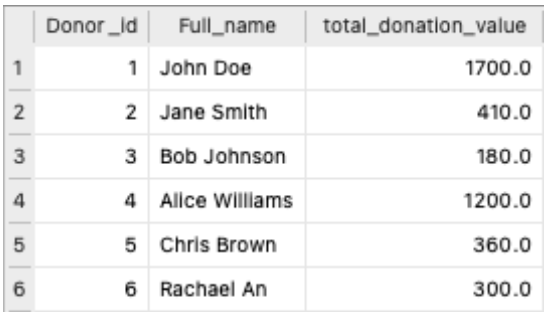 Donor _id Full_name total_donation_value
1 1 John Doe 1700.0
2 2 Jane Smith 410.0
3 3 Bob Johnson 180.0
4 4 Alice Williams 1200.0
5 5 Chris Brown 360.0
6 6 Rachael An 300.0